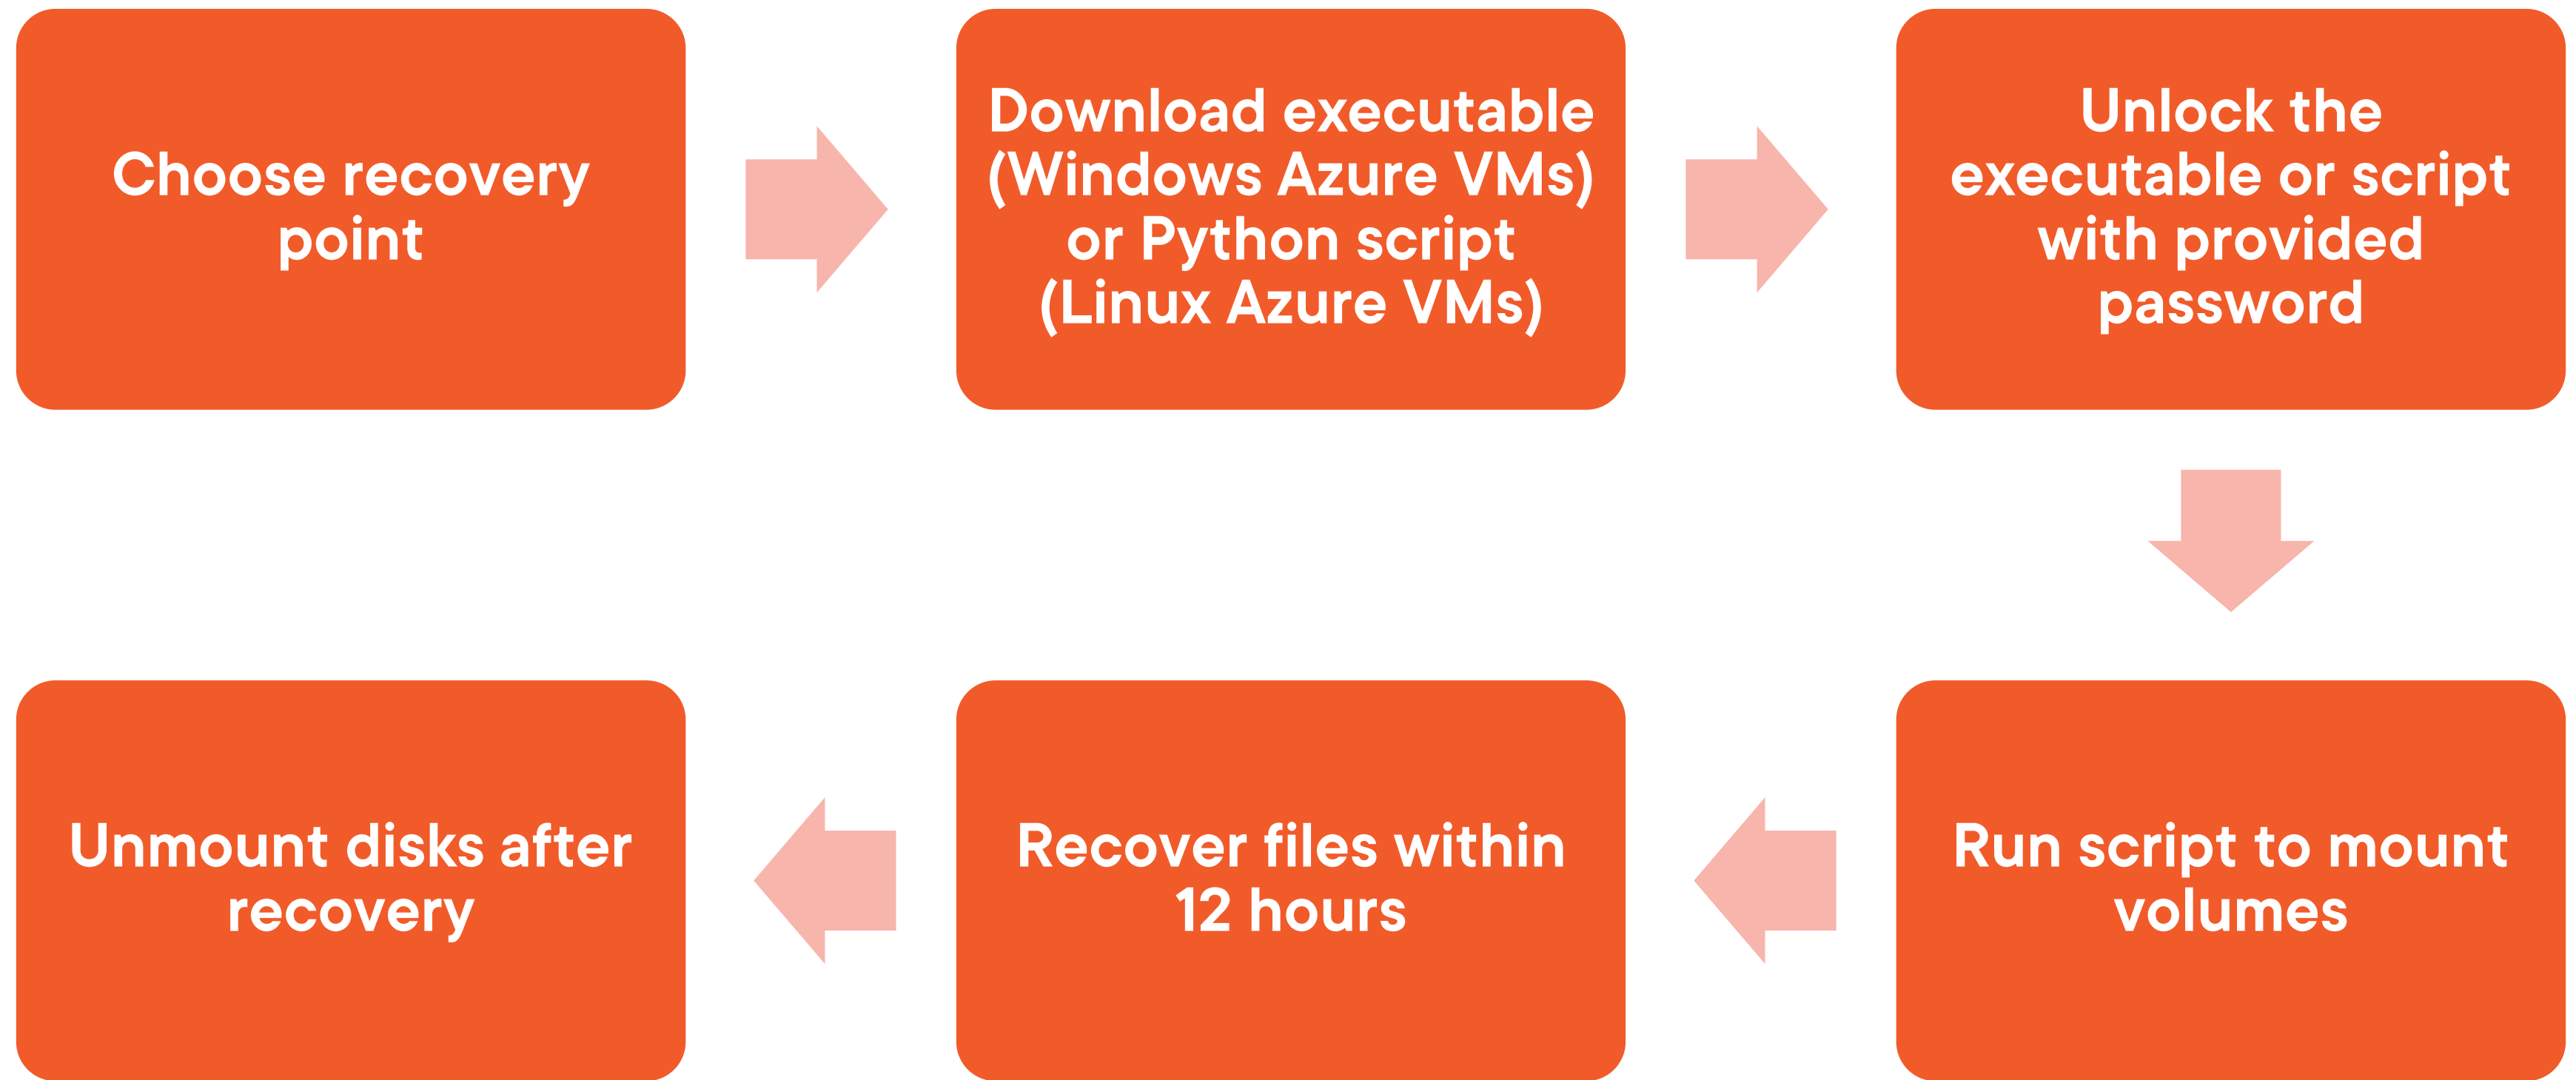 Choose recovery
point
Download executable
(Windows Azure VMs)
or Python script
(Linux Azure VMs)
Unlock the
executable or script
with provided
password
Run script to mount
volumes
Recover files within
12 hours
Unmount disks after
recovery